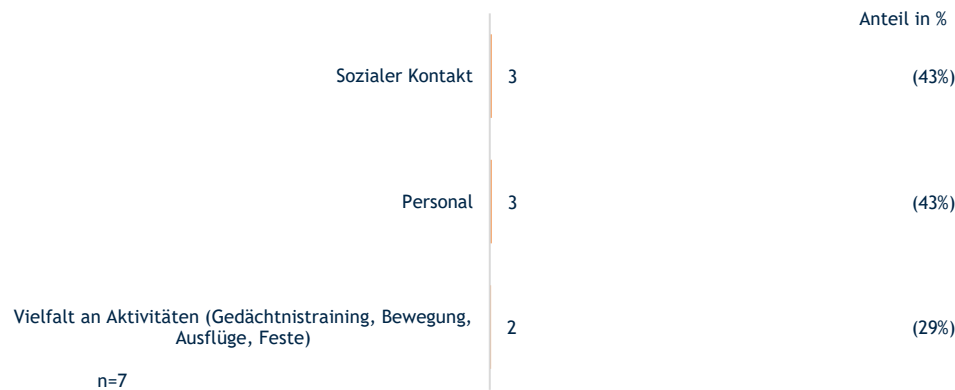 Anteil in %
Sozialer Kontakt 3 (43%)
Personal 3 (43%)
Vielfalt an Aktivitäten (Gedächtnistraining, Bewegung,
Ausflüge, Feste) 2 (29%)
n=7